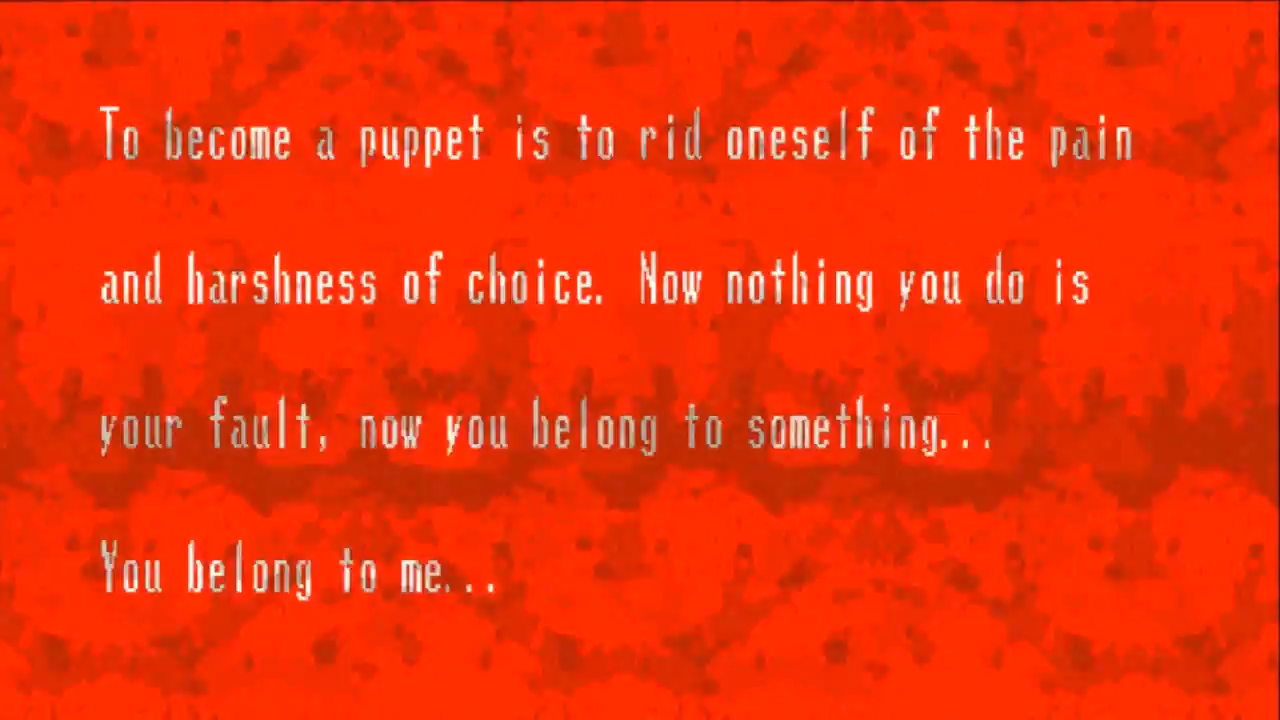 To become a puppet is to rid oneself of the pain
and harshness of choice. Now nothing you do is
your fault, now you belong to something...
You belong to me...